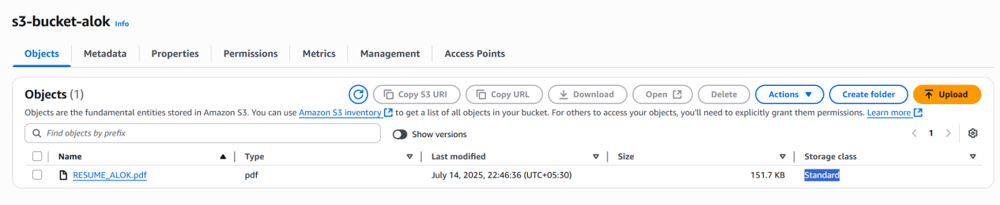 s3-bucket-alok Info
Objects Metadata Properties Permissions Metrics Management Access Points
Objects (1) Copy S3 URI Copy URL Download Open Delete Actions Create folder Upload
Objects are the fundamental entities stored in Amazon S3. You can use Amazon S3 inventory to get a list of all objects in your bucket. For others to access your objects, you'll need to explicitly grant them permissions. Learn more
Find objects by prefix Show versions 1
Name Type Last modified Size Storage class
RESUME_ALOK.pdf pdf July 14, 2025, 22:46:36 (UTC+05:30) 151.7 KB Standard